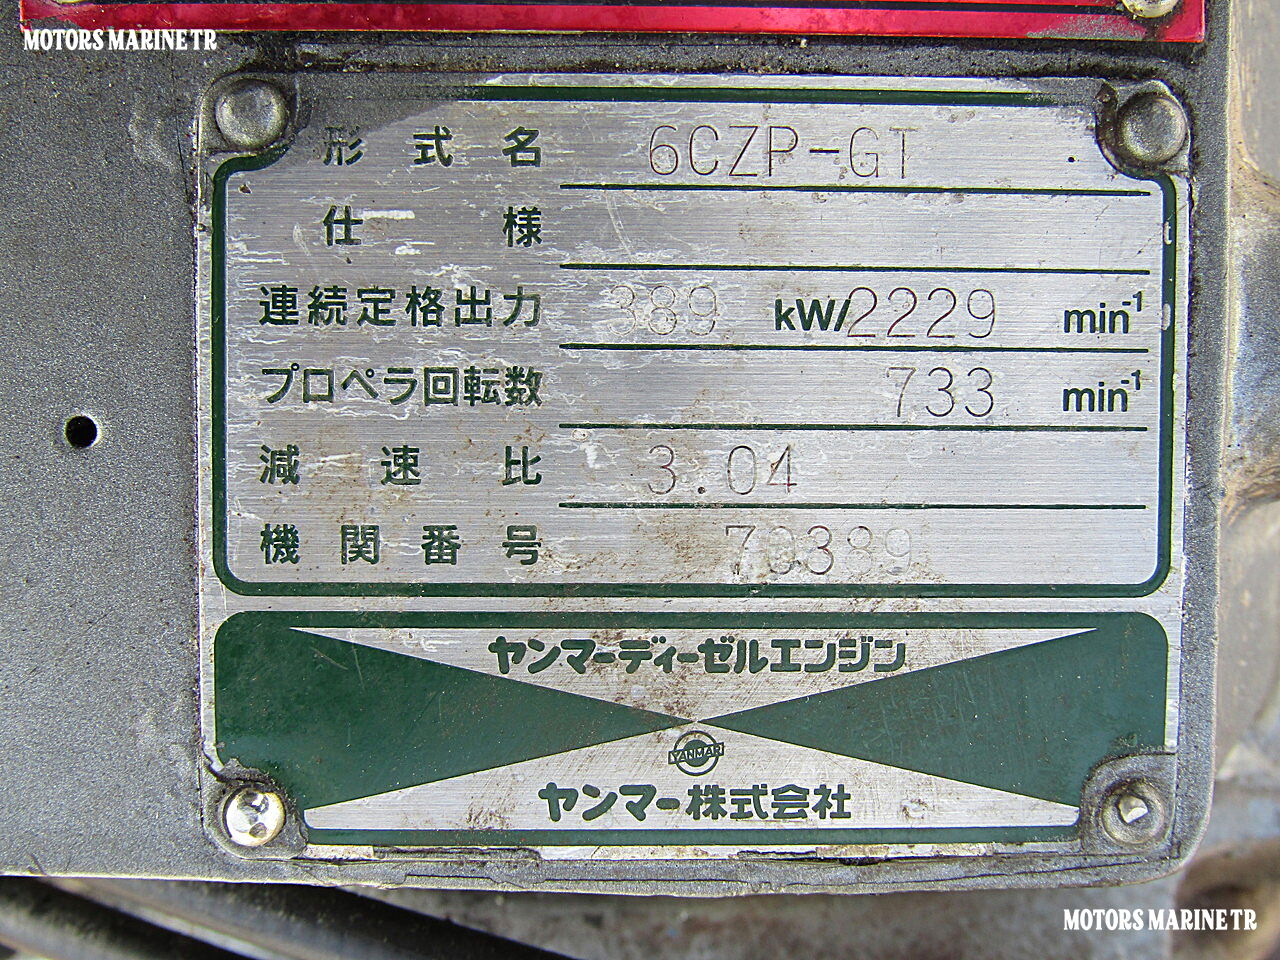 MOTORS MARINE TR
形式名 6CZP-GT
仕様
連続定格出力 389 kW/2229 min-1
プロペラ回転数 733 min-1
減速比 3.04
機関番号 70389
ヤンマーディーゼルエンジン
YANMAR
ヤンマー株式会社
MOTORS MARINE TR